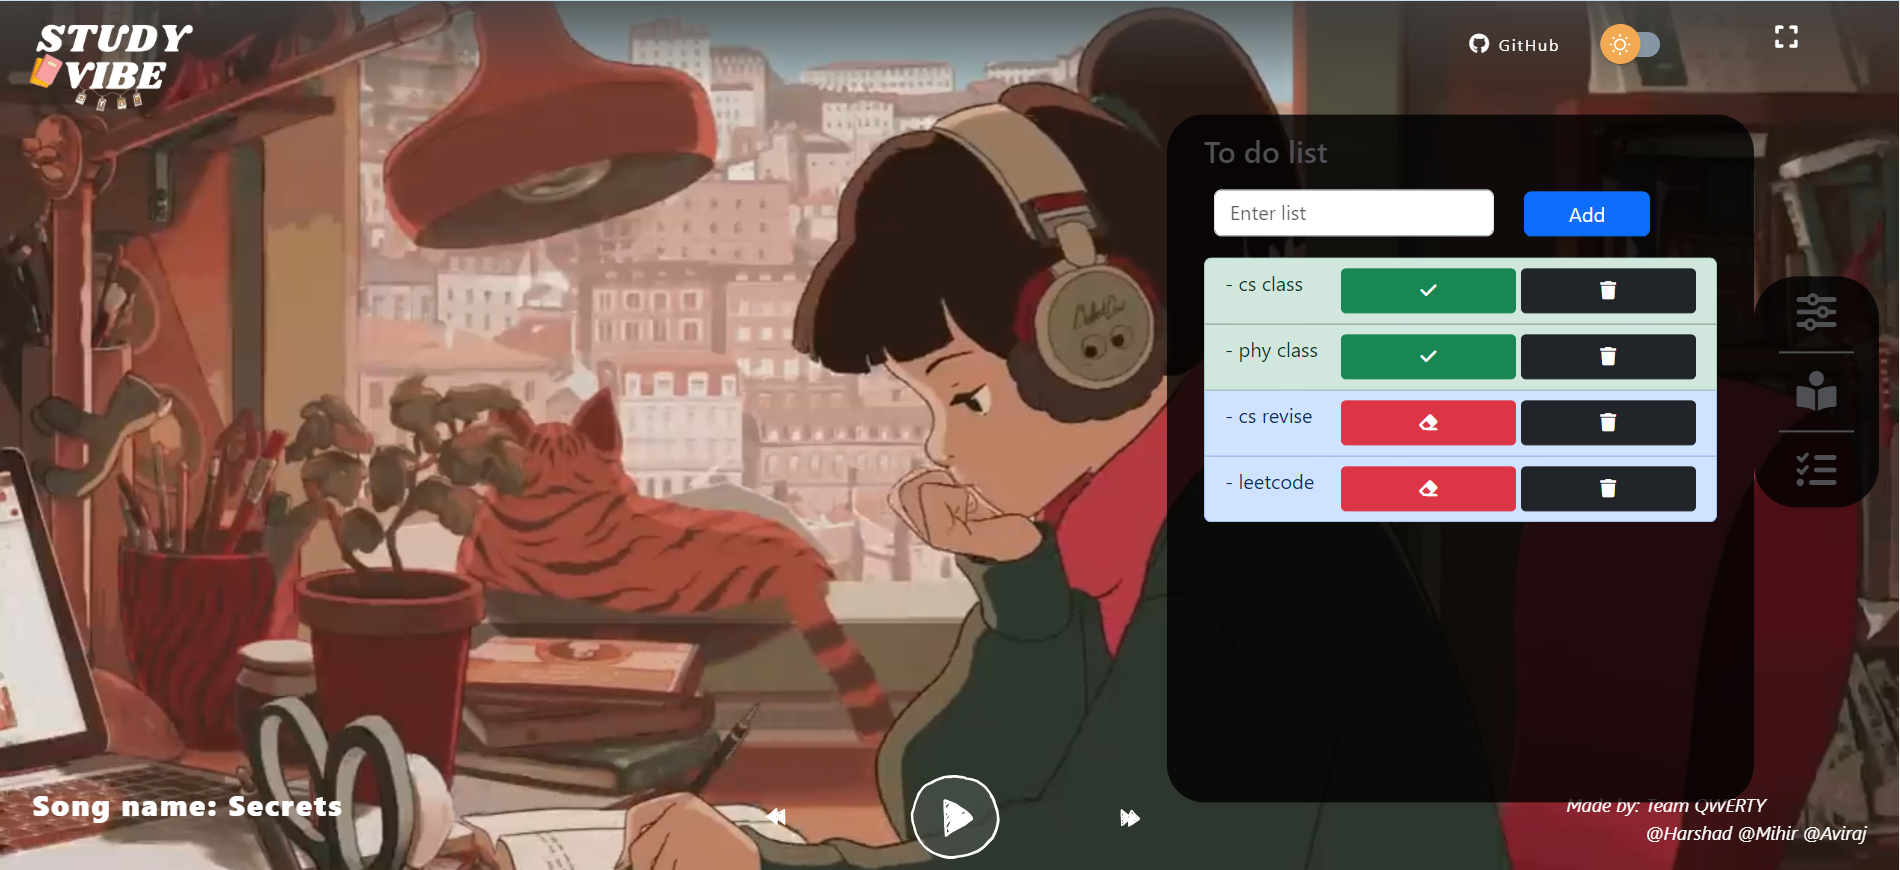 STUDY
VIBE
GitHub
To do list
Enter list
Add
- cs class
- phy class
- cs revise
- leetcode
Song name: Secrets
Made by: Team QWERTY
@Harshad @Mihir @Aviraj